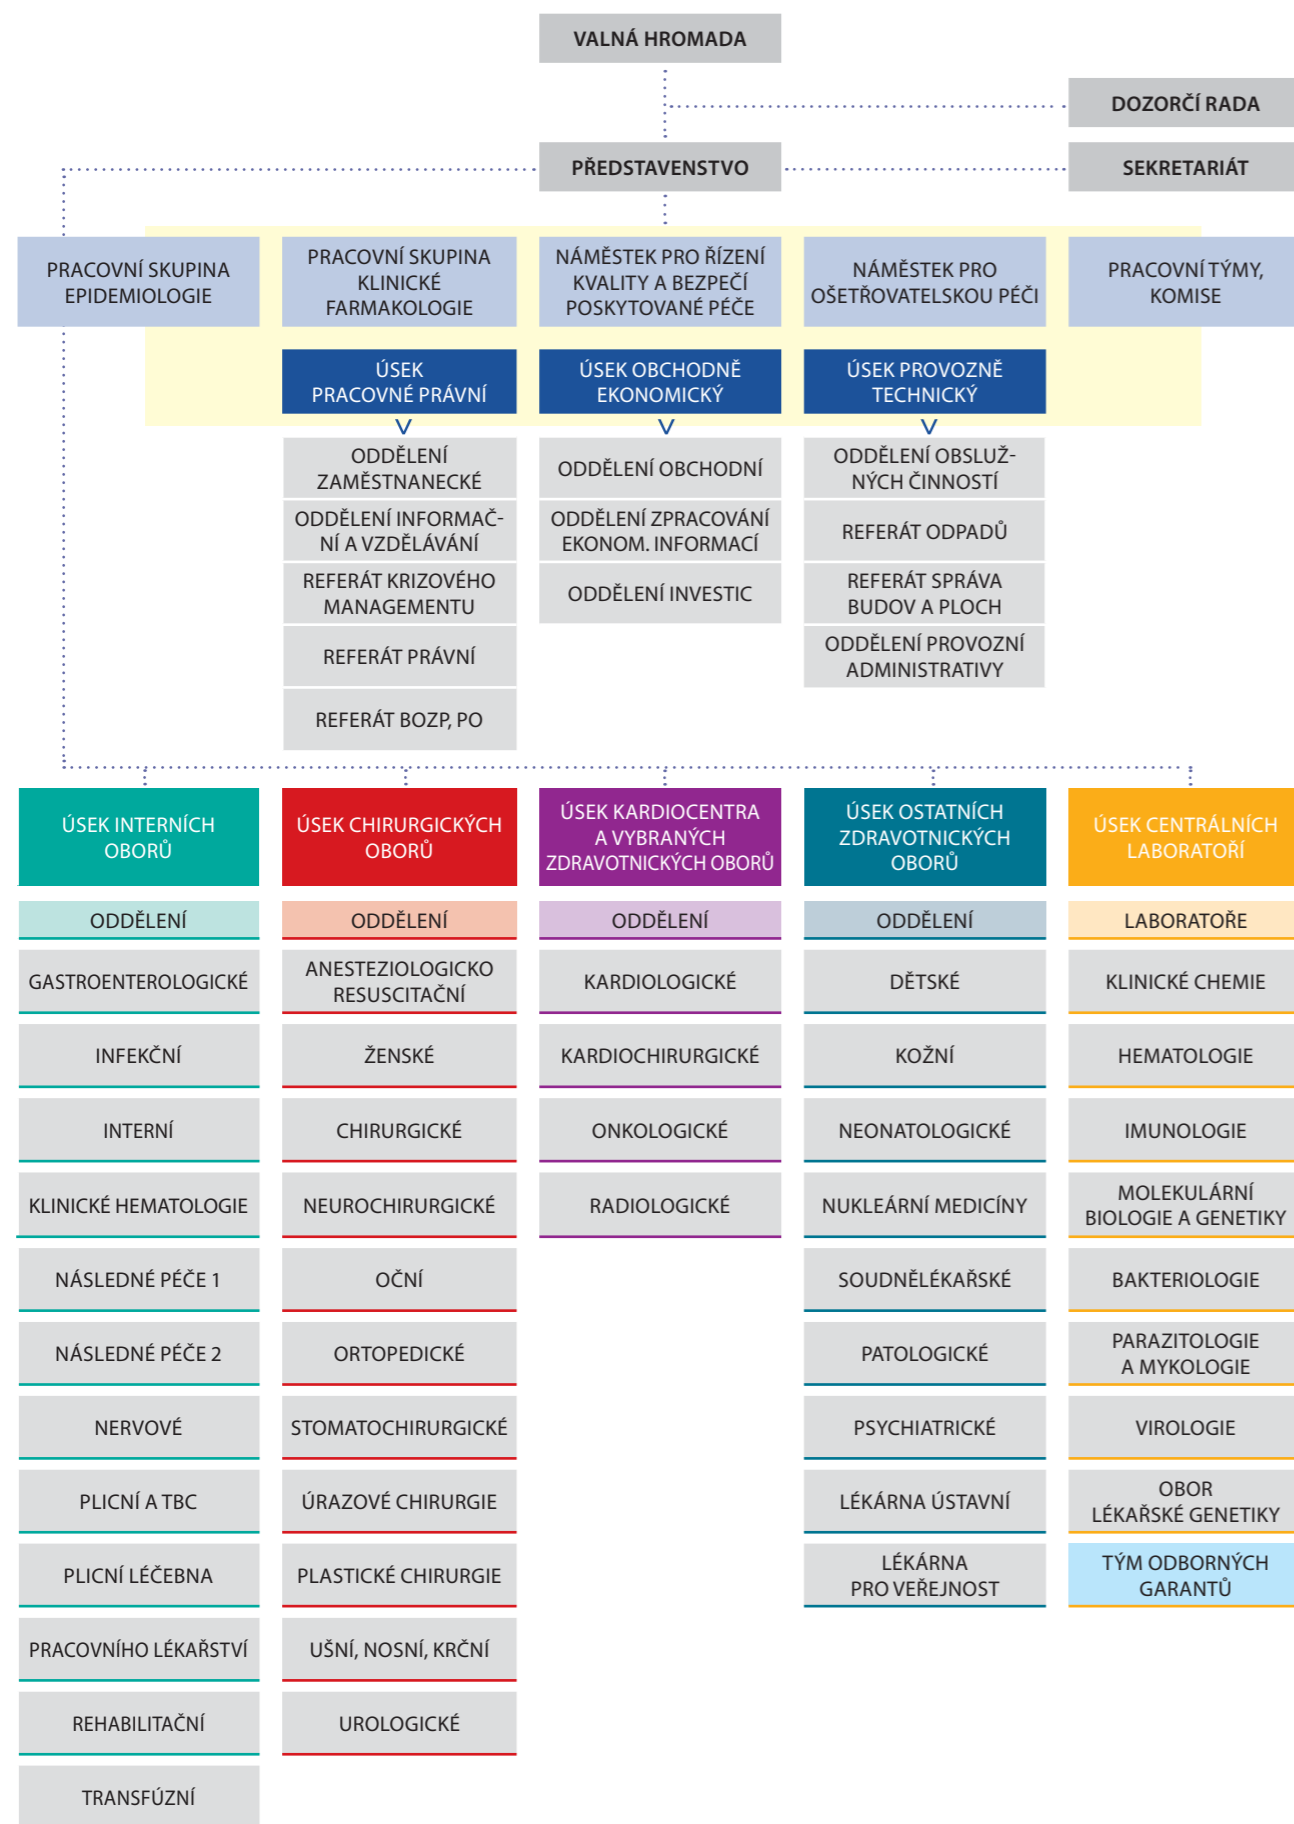 VALNÁ HROMADA
DOZORČÍ RADA
PŘEDSTAVENSTVO
SEKRETARIÁT
PRACOVNÍ SKUPINA
EPIDEMIOLOGIE
PRACOVNÍ SKUPINA
KLINICKÉ
FARMAKOLOGIE
NÁMĚSTEK PRO ŘÍZENÍ
KVALITY A BEZPEČÍ
POSKYTOVANÉ PÉČE
NÁMĚSTEK PRO
OŠETŘOVATELSKOU PÉČI
PRACOVNÍ TÝMY,
KOMISE
ÚSEK
PRACOVNÉ PRÁVNÍ
ÚSEK OBCHODNĚ
EKONOMICKÝ
ÚSEK PROVOZNĚ
TECHNICKÝ
ODDĚLENÍ
ZAMĚSTNANECKÉ
ODDĚLENÍ INFORMAČ-
NÍ A VZDĚLÁVÁNÍ
REFERÁT KRIZOVÉHO
MANAGEMENTU
REFERÁT PRÁVNÍ
REFERÁT BOZP, PO
ODDĚLENÍ OBCHODNÍ
ODDĚLENÍ ZPRACOVÁNÍ
EKONOM. INFORMACÍ
ODDĚLENÍ INVESTIC
ODDĚLENÍ OBSLUŽ-
NÝCH ČINNOSTÍ
REFERÁT ODPADŮ
REFERÁT SPRÁVA
BUDOV A PLOCH
ODDĚLENÍ PROVOZNÍ
ADMINISTRATIVY
ÚSEK INTERNÍCH
OBORŮ
ODDĚLENÍ
GASTROENTEROLOGICKÉ
INFEKČNÍ
INTERNÍ
KLINICKÉ HEMATOLOGIE
NÁSLEDNÉ PÉČE 1
NÁSLEDNÉ PÉČE 2
NERVOVÉ
PLICNÍ A TBC
PLICNÍ LÉČEBNA
PRACOVNÍHO LÉKAŘSTVÍ
REHABILITAČNÍ
TRANSFÚZNÍ
ÚSEK CHIRURGICKÝCH
OBORŮ
ODDĚLENÍ
ANESTEZIOLOGICKO
RESUSCITAČNÍ
ŽENSKÉ
CHIRURGICKÉ
NEUROCHIRURGICKÉ
OČNÍ
ORTOPEDICKÉ
STOMATOCHIRURGICKÉ
ÚRAZOVÉ CHIRURGIE
PLASTICKÉ CHIRURGIE
UŠNÍ, NOSNÍ, KRČNÍ
UROLOGICKÉ
ÚSEK KARDIOCENTRA
A VYBRANÝCH
ZDRAVOTNICKÝCH OBORŮ
ODDĚLENÍ
KARDIOLOGICKÉ
KARDIOCHIRURGICKÉ
ONKOLOGICKÉ
RADIOLOGICKÉ
ÚSEK OSTATNÍCH
ZDRAVOTNICKÝCH
OBORŮ
ODDĚLENÍ
DĚTSKÉ
KOŽNÍ
NEONATOLOGICKÉ
NUKLEÁRNÍ MEDICÍNY
SOUDNĚLÉKAŘSKÉ
PATOLOGICKÉ
PSYCHIATRICKÉ
LÉKÁRNA ÚSTAVNÍ
LÉKÁRNA
PRO VEŘEJNOST
ÚSEK CENTRÁLNÍCH
LABORATOŘÍ
LABORATOŘE
KLINICKÉ CHEMIE
HEMATOLOGIE
IMUNOLOGIE
MOLEKULÁRNÍ
BIOLOGIE A GENETIKY
BAKTERIOLOGIE
PARAZITOLOGIE
A MYKOLOGIE
VIROLOGIE
OBOR
LÉKAŘSKÉ GENETIKY
TÝM ODBORNÝCH
GARANTŮ